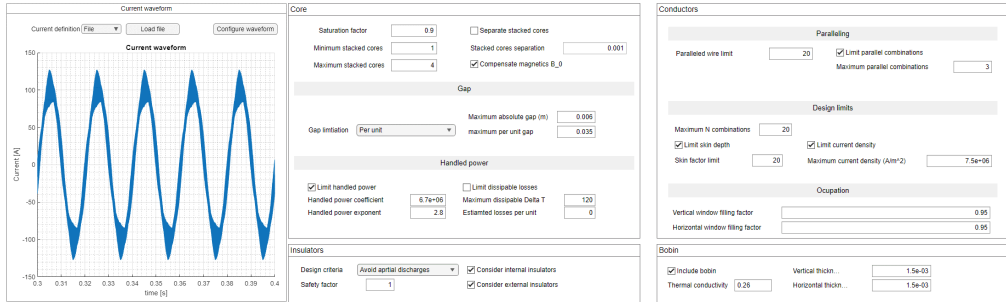 Current waveform
Current definition File
Load file
Configure waveform
Current waveform
150
100
50
0
-50
-100
-150
Current [A]
0.3 0.31 0.32 0.33 0.34 0.35 0.36 0.37 0.38 0.39 0.4
time [s]
Core
Saturation factor 0.9
Separate stacked cores
Minimum stacked cores 1
Stacked cores separation 0.001
Maximum stacked cores 4
Compensate magnetics B_0
Gap
Gap limtiation Per unit
Maximum absolute gap (m) 0.006
maximum per unit gap 0.035
Handled power
Limit handled power
Limit dissipable losses
Handled power coefficient 6.7e+06
Maximum dissipable Delta T 120
Handled power exponent 2.8
Estiamted losses per unit 0
Insulators
Design criteria Avoid aprtial discharges
Consider internal insulators
Safety factor 1
Consider external insulators
Conductors
Paralleling
Paralleled wire limit 20
Limit parallel combinations
Maximum parallel combinations 3
Design limits
Maximum N combinations 20
Limit skin depth
Limit current density
Skin factor limit 20
Maximum current density (A/m^2) 7.5e+06
Ocupation
Vertical window filling factor 0.95
Horizontal window filling factor 0.95
Bobin
Include bobin
Vertical thickn... 1.5e-03
Thermal conductivity 0.26
Horizontal thickn... 1.5e-03